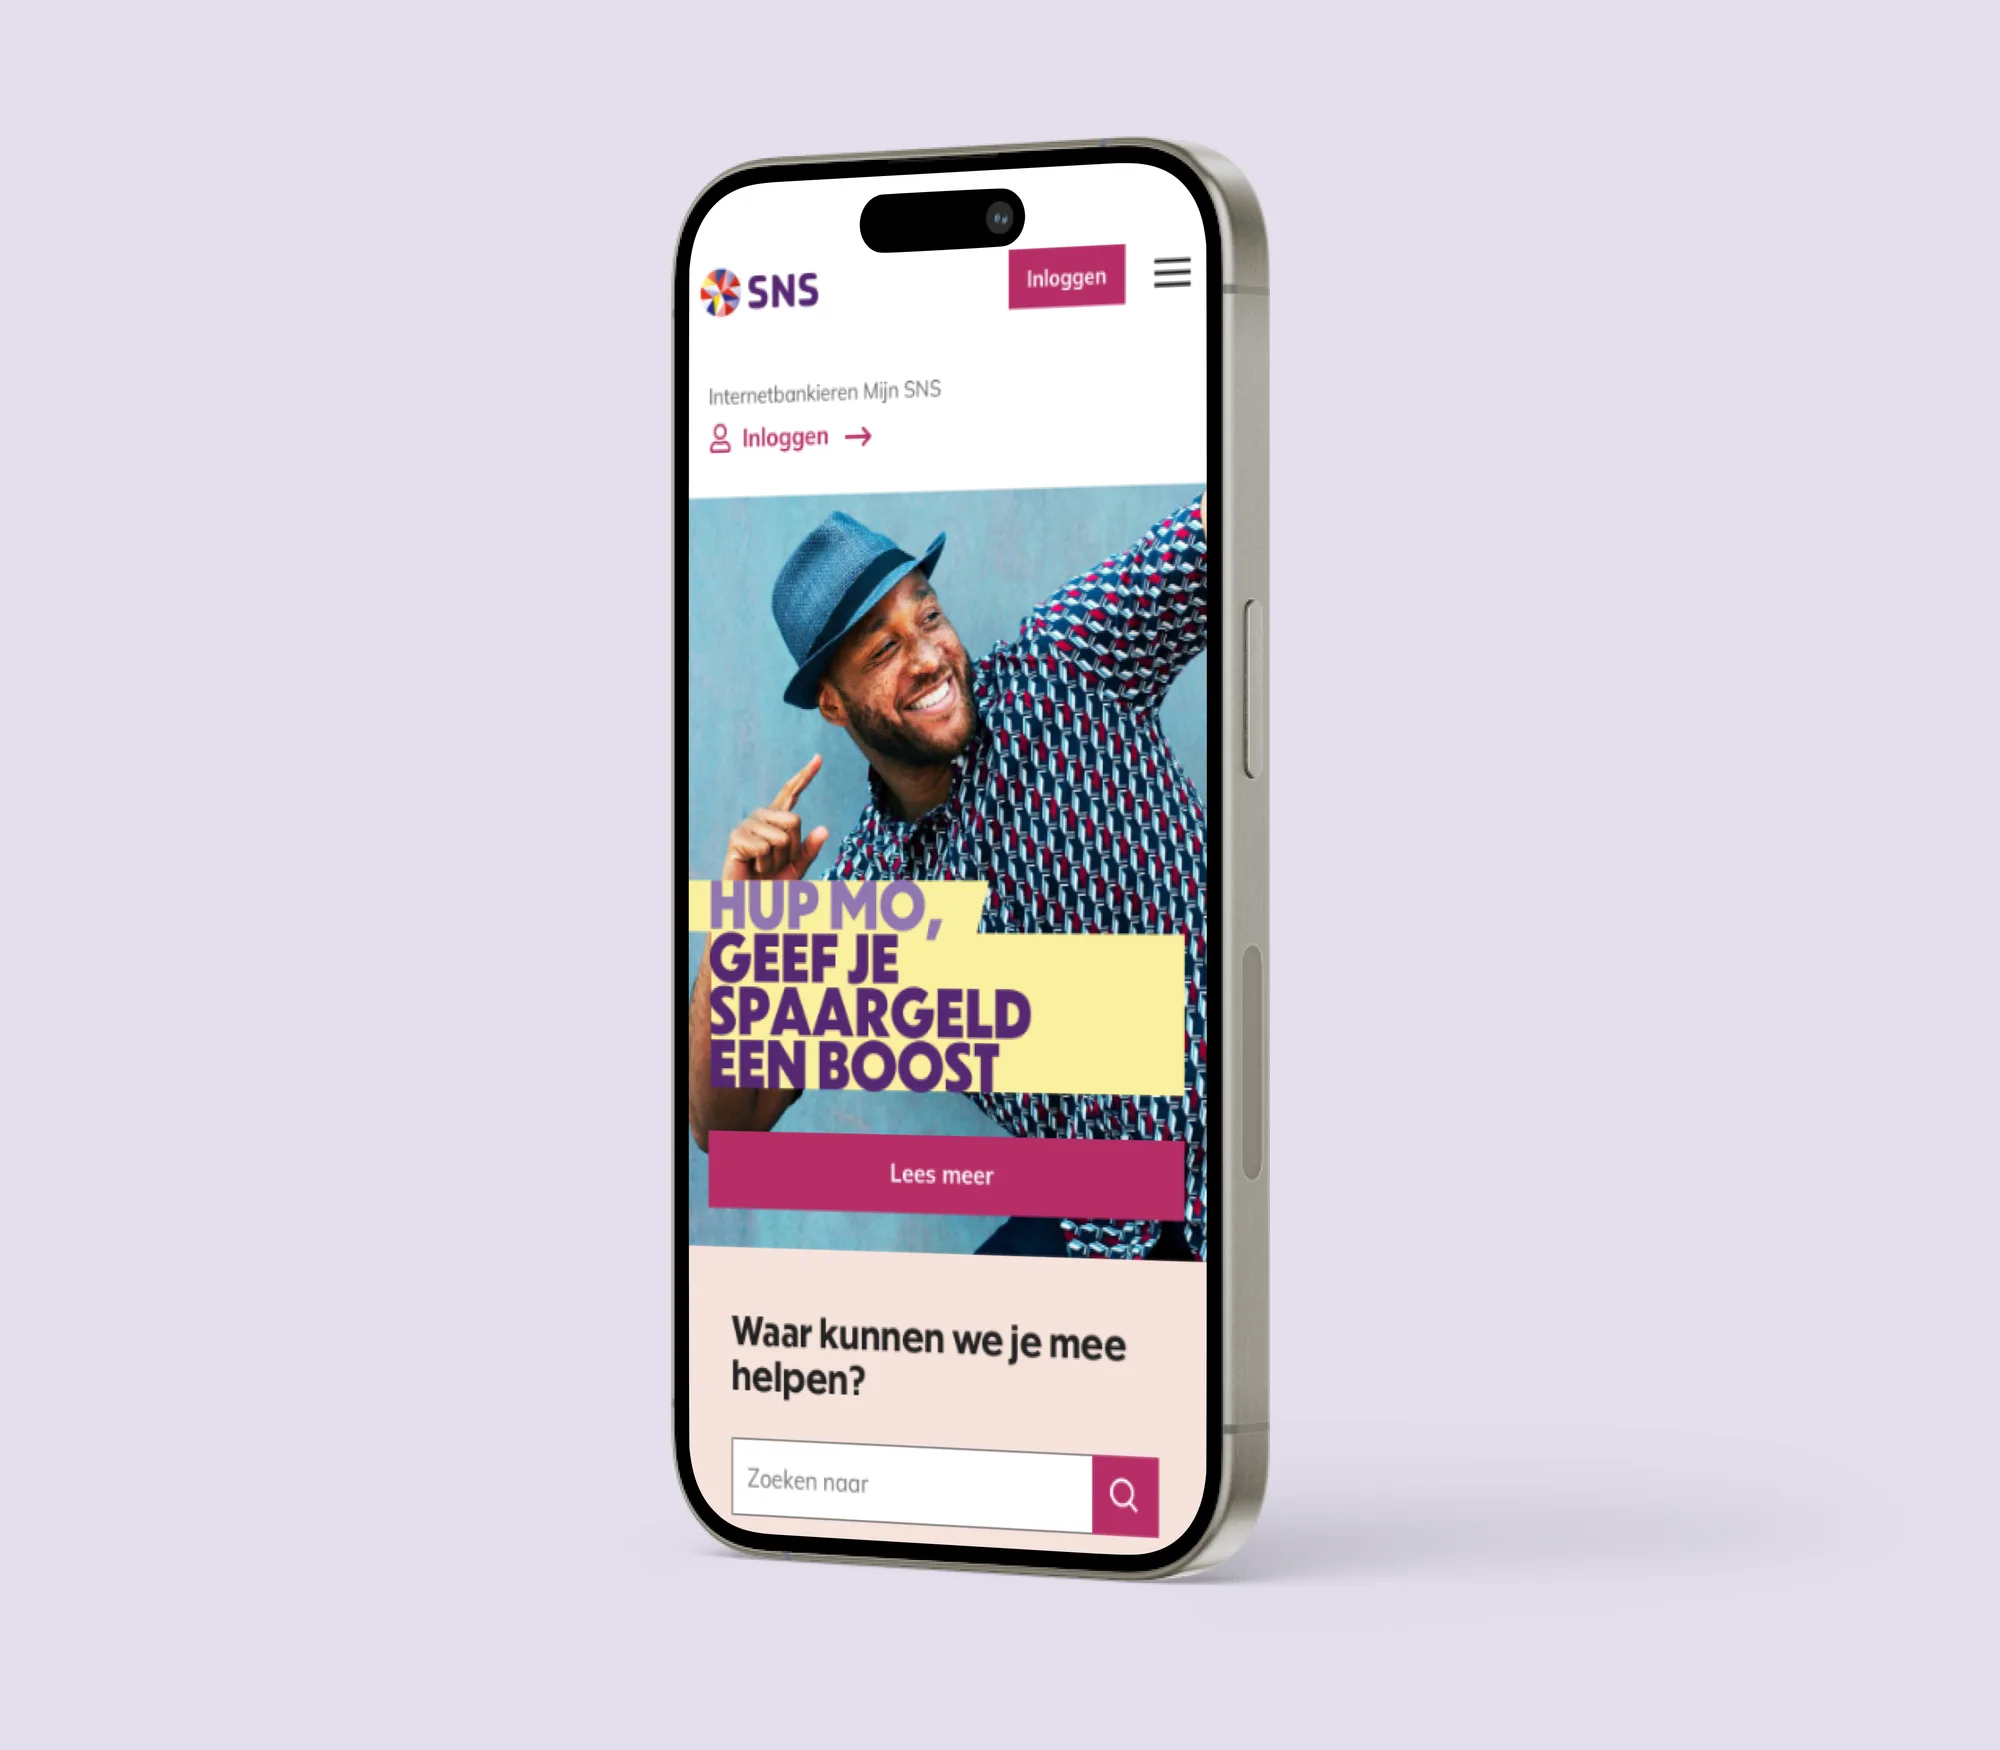 SNS
Inloggen
Internetbankieren Mijn SNS
Inloggen
HUP MO,
GEEF JE
SPAARGELD
EEN BOOST
Lees meer
Waar kunnen we je mee
helpen?
Zoeken naar